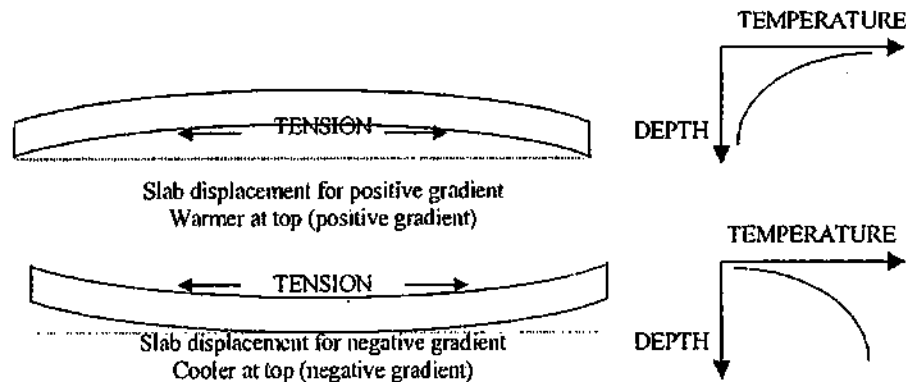 TEMPERATURE
TENSION
DEPTH
Slab displacement for positive gradient
Warmer at top (positive gradient)
TEMPERATURE
TENSION
DEPTH
Slab displacement for negative gradient
Cooler at top (negative gradient)